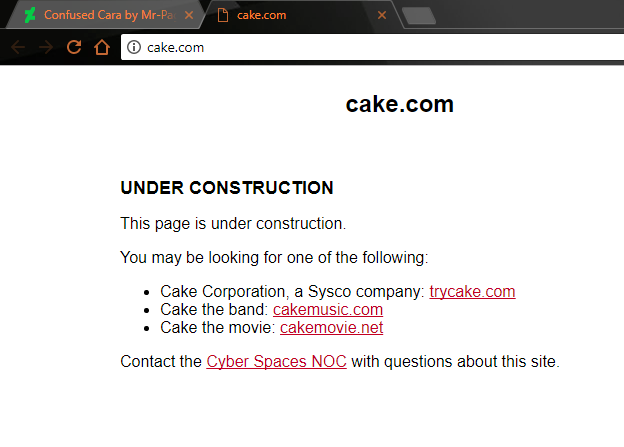 Confused Cara by Mr-Pa
cake.com
cake.com
cake.com
UNDER CONSTRUCTION
This page is under construction.
You may be looking for one of the following:
• Cake Corporation, a Sysco company: trycake.com
• Cake the band: cakemusic.com
• Cake the movie: cakemovie.net
Contact the Cyber Spaces NOC with questions about this site.